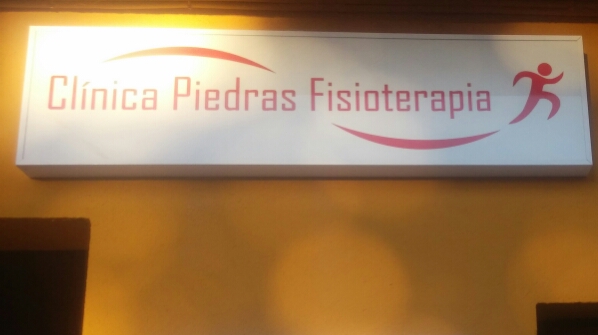 Clínica Piedras Fisioterapia